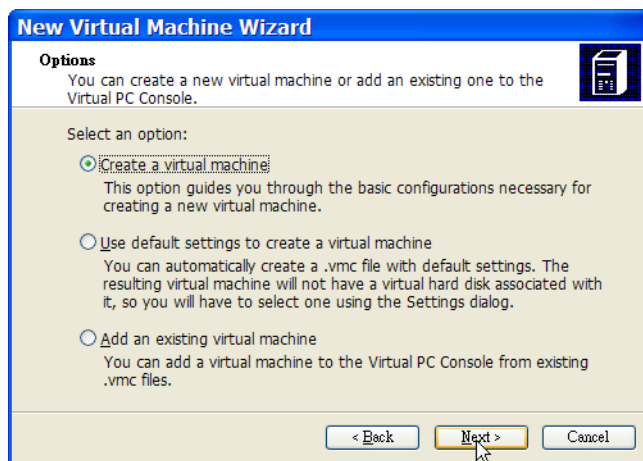 New Virtual Machine Wizard
Options
You can create a new virtual machine or add an existing one to the
Virtual PC Console.
Select an option:
Create a virtual machine
This option guides you through the basic configurations necessary for
creating a new virtual machine.
Use default settings to create a virtual machine
You can automatically create a .vmc file with default settings. The
resulting virtual machine will not have a virtual hard disk associated with
it, so you will have to select one using the Settings dialog.
Add an existing virtual machine
You can add a virtual machine to the Virtual PC Console from existing
.vmc files.
< Back Next > Cancel